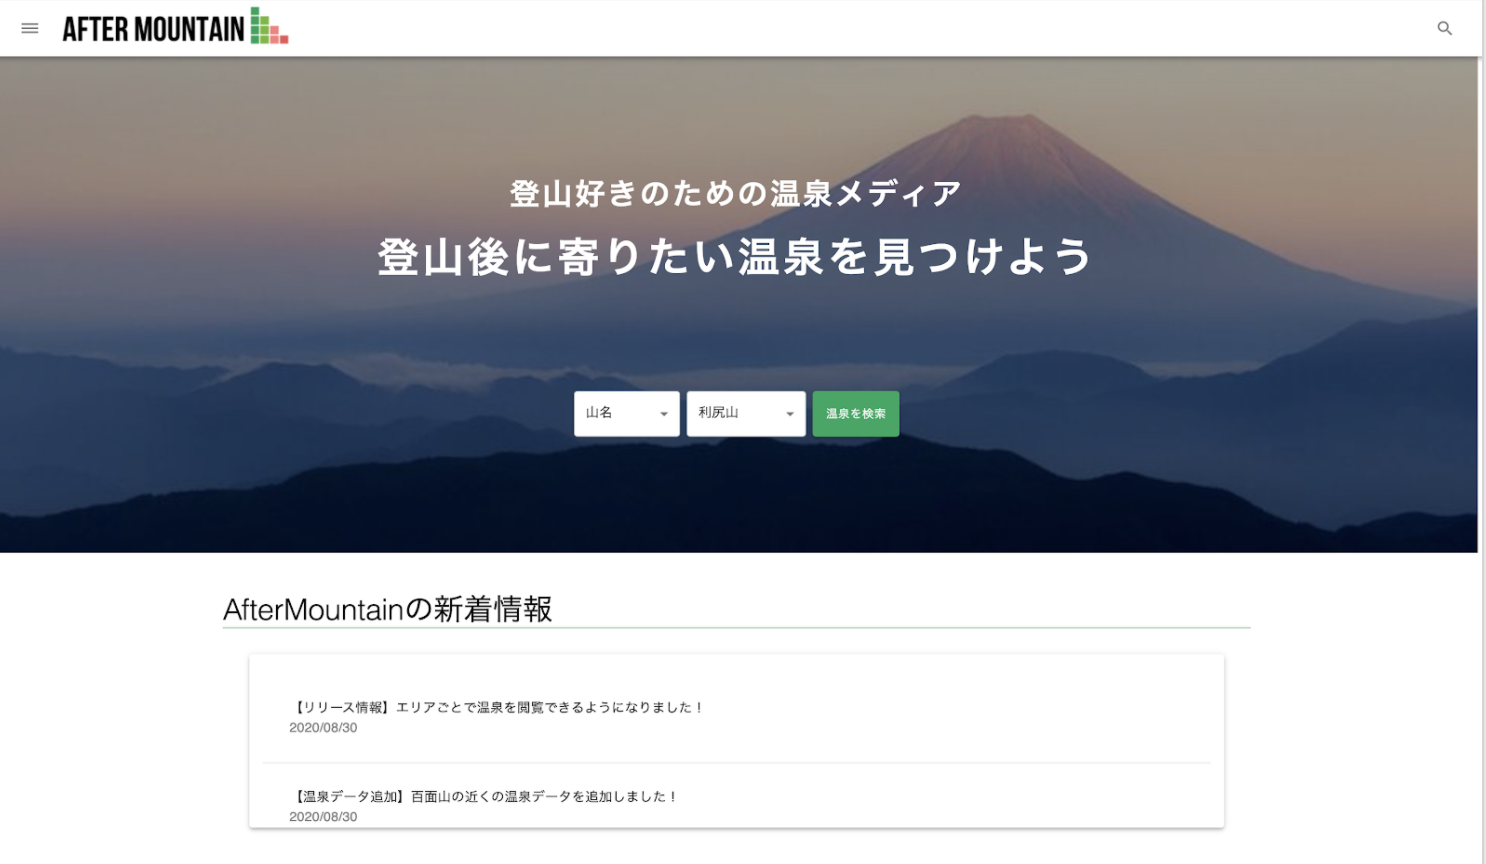 AFTER MOUNTAIN
登山好きのための温泉メディア
登山後に寄りたい温泉を見つけよう
山名
利尻山
温泉を検索
AfterMountainの新着情報
【リリース情報】エリアごとで温泉を閲覧できるようになりました！
2020/08/30
【温泉データ追加】百面山の近くの温泉データを追加しました！
2020/08/30